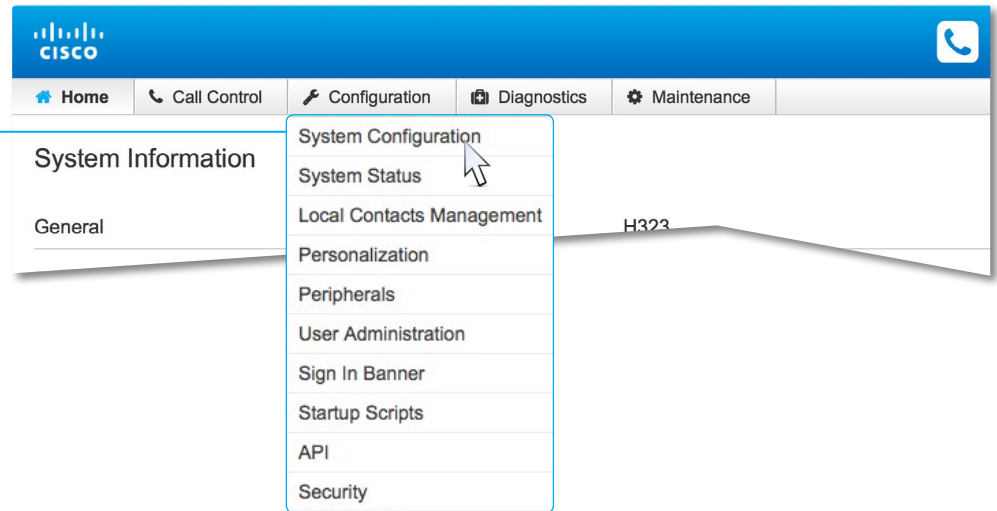 CISCO
Home Call Control Configuration Diagnostics Maintenance
System Information
General
H323
System Configuration
System Status
Local Contacts Management
Personalization
Peripherals
User Administration
Sign In Banner
Startup Scripts
API
Security